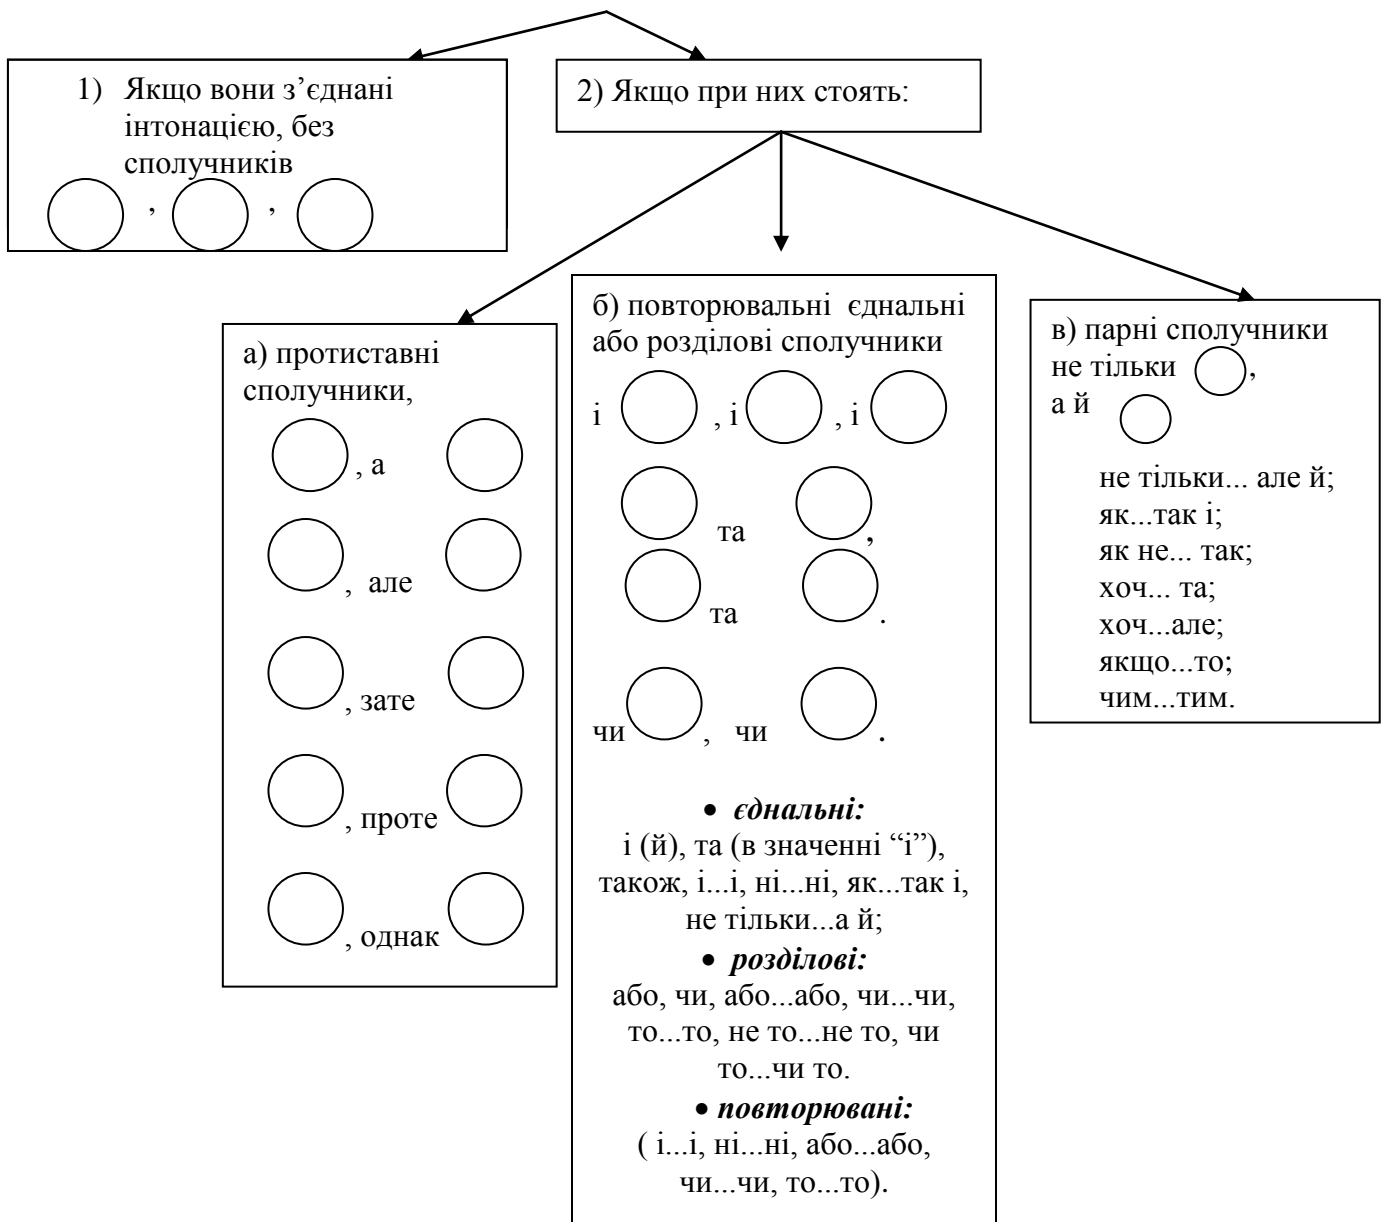 1) Якщо вони з’єднані
інтонацією, без
сполучників
, ,
2) Якщо при них стоять:
а) протиставні
сполучники,
, а
, але
, зате
, проте
, однак
б) повторювальні єднальні
або розділові сполучники
і , і , і
та ,
та .
чи , чи .
• єднальні:
і (й), та (в значенні “і”),
також, і...і, ні...ні, як...так і,
не тільки...а й;
• розділові:
або, чи, або...або, чи...чи,
то...то, не то...не то, чи
то...чи то.
• повторювані:
( і...і, ні...ні, або...або,
чи...чи, то...то).
в) парні сполучники
не тільки ,
а й
не тільки... але й;
як...так і;
як не... так;
хоч... та;
хоч...але;
якщо...то;
чим...тим.